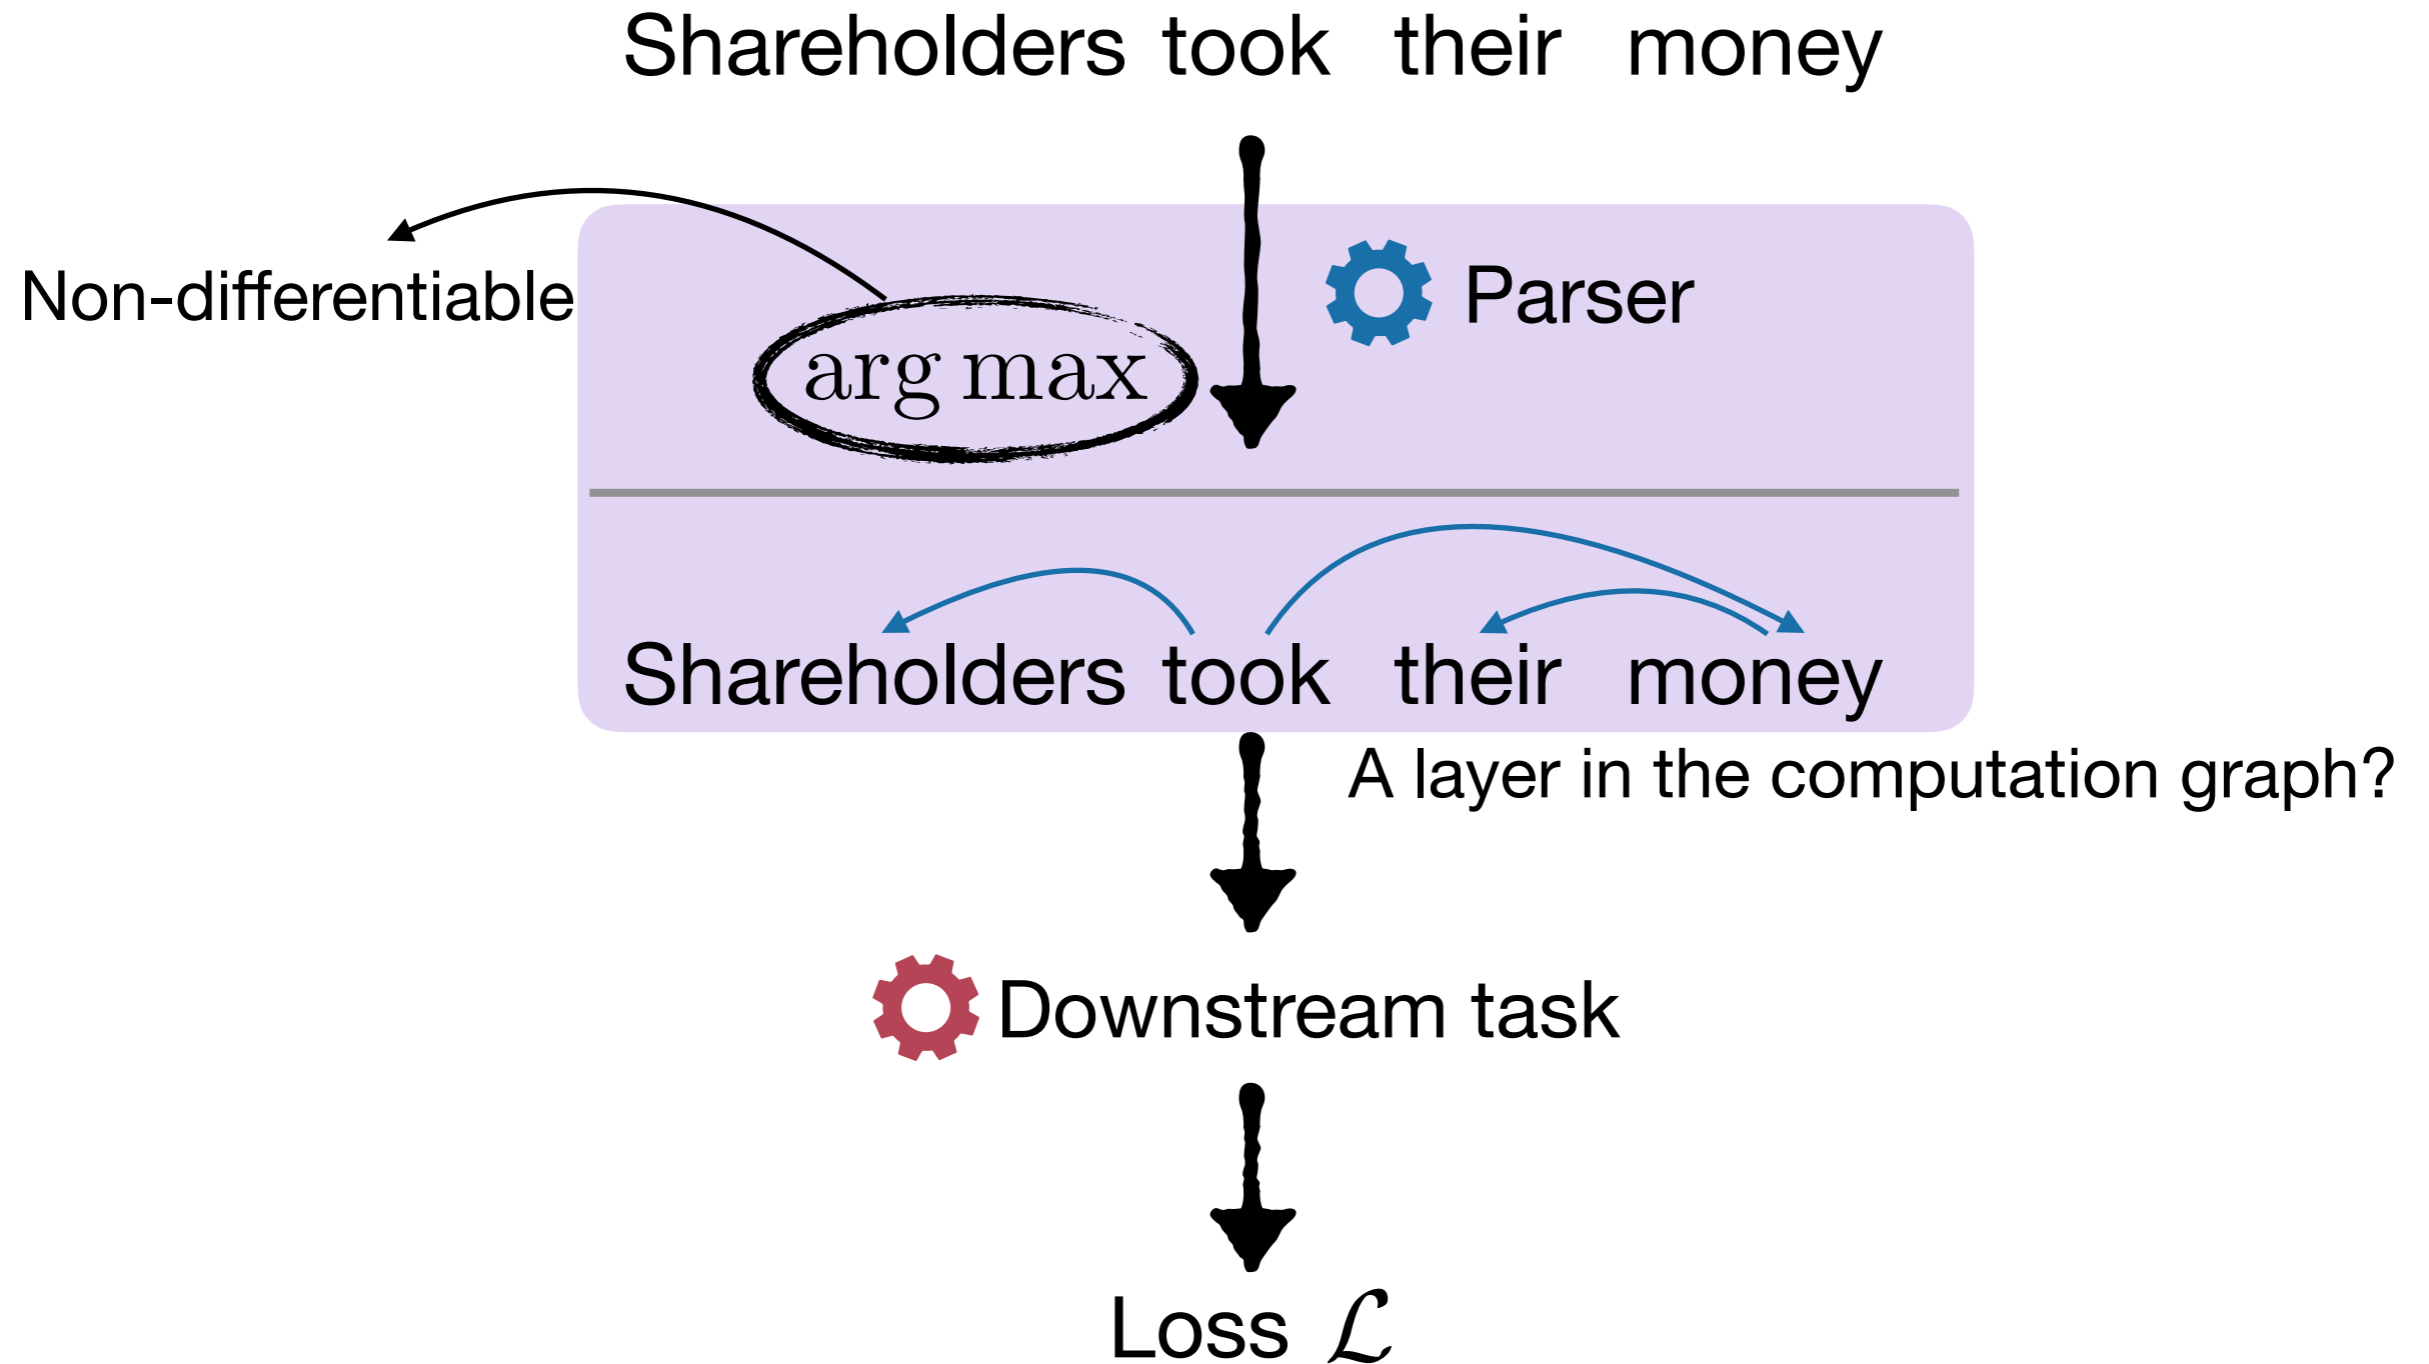 Shareholders took their money
Non-differentiable
arg max
Parser
Shareholders took their money
A layer in the computation graph?
Downstream task
Loss ℒ